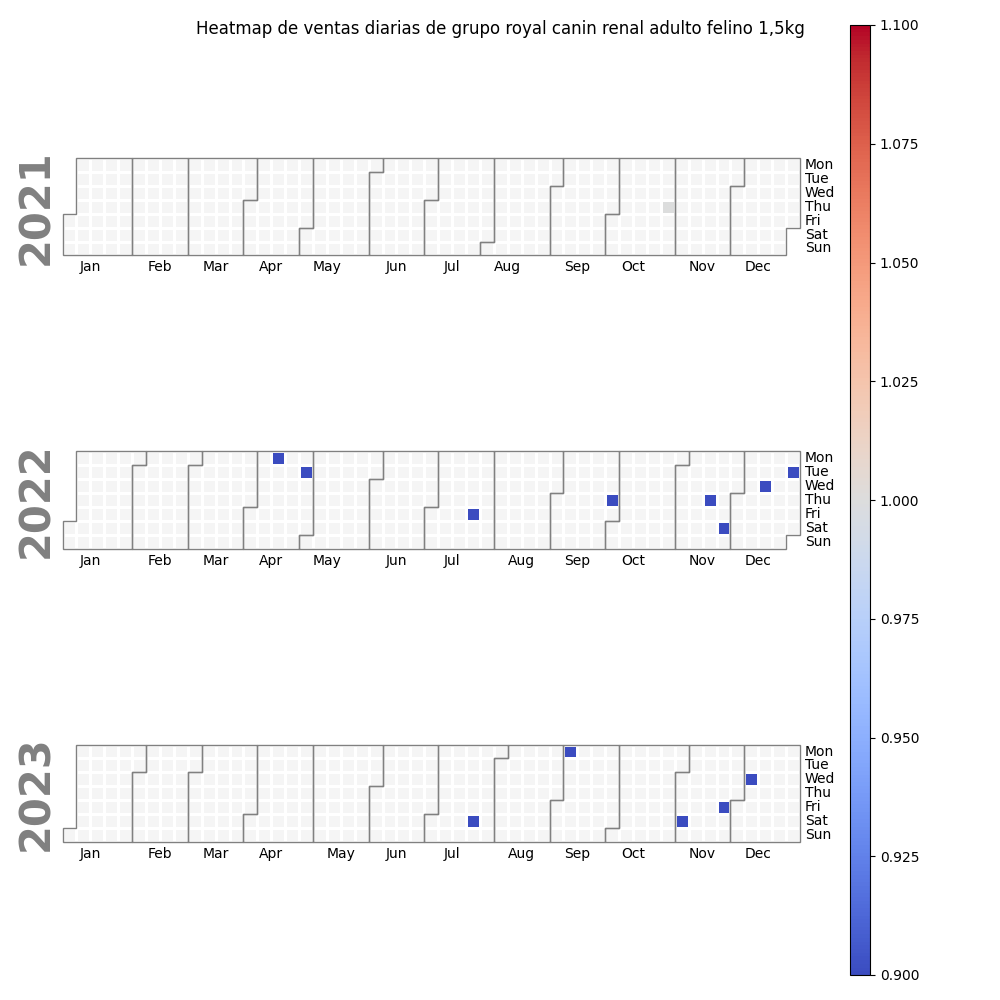 Heatmap de ventas diarias de grupo royal canin renal adulto felino 1,5kg
2021
Mon
Tue
Wed
Thu
Fri
Sat
Sun
Jan Feb Mar Apr May Jun Jul Aug Sep Oct Nov Dec
2022
Mon
Tue
Wed
Thu
Fri
Sat
Sun
Jan Feb Mar Apr May Jun Jul Aug Sep Oct Nov Dec
2023
Mon
Tue
Wed
Thu
Fri
Sat
Sun
Jan Feb Mar Apr May Jun Jul Aug Sep Oct Nov Dec
1.100
1.075
1.050
1.025
1.000
0.975
0.950
0.925
0.900